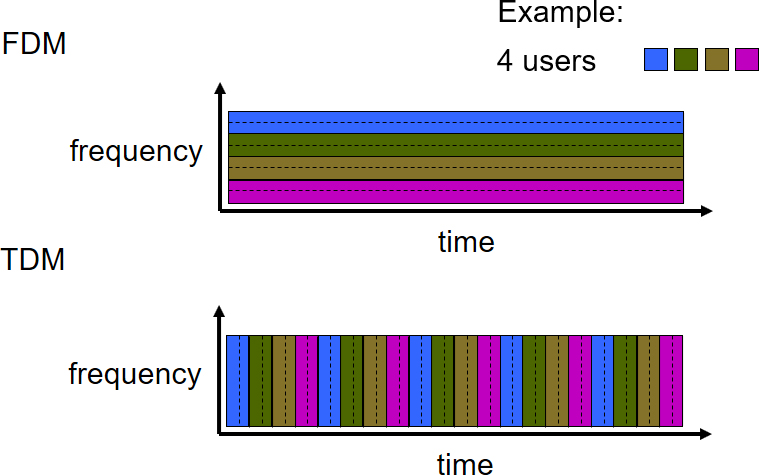 Example:
FDM
4 users
frequency
time
TDM
frequency
time